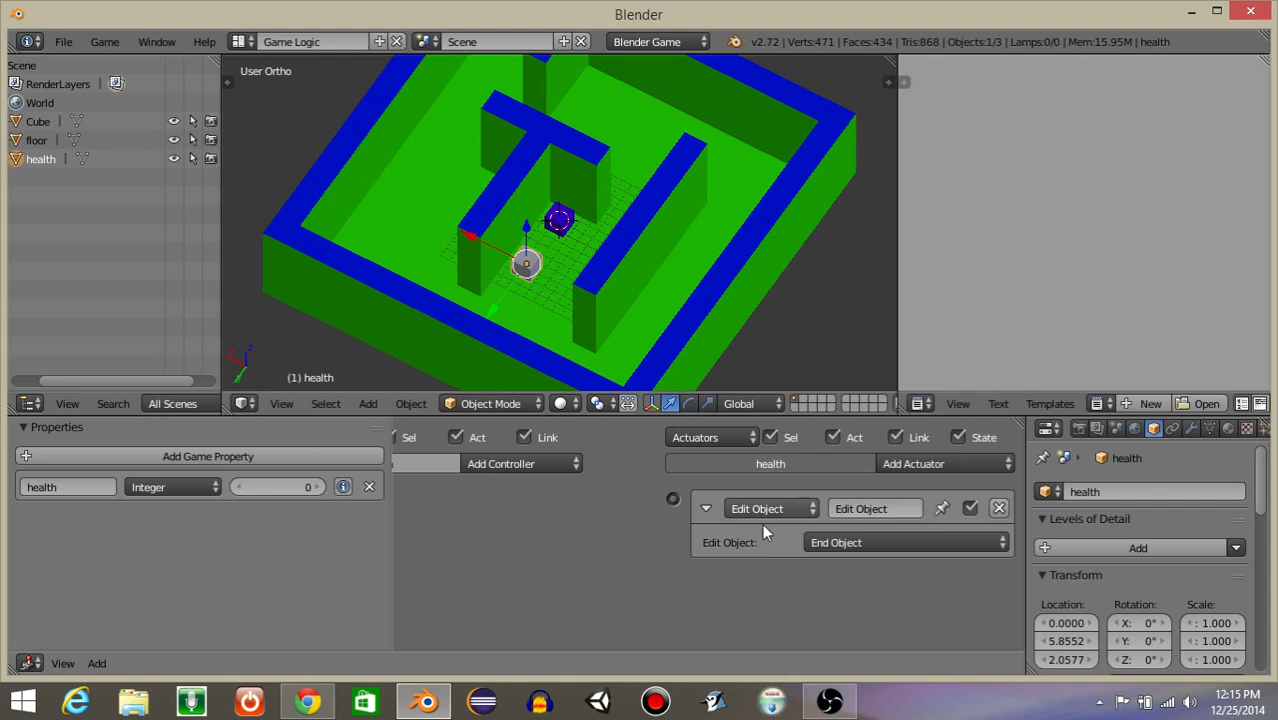 Blender
File Game Window Help Game Logic Scene Blender Game v2.72 | Verts:471 | Faces:434 | Tris:868 | Objects:1/3 | Lamps:0/0 | Mem:15.95M | health
Scene
RenderLayers
World
Cube
floor
health
User Ortho
(1) health
View Search All Scenes
View Select Add Object Object Mode Global
View Text Templates New Open
Properties
Add Game Property
health Integer 0
Sel Act Link
Add Controller
Actuators Sel Act Link State
health Add Actuator
Edit Object Edit Object
Edit Object: End Object
health
health
Levels of Detail
Add
Transform
Location: Rotation: Scale:
0.0000 X: 0° : 1.000
5.8552 Y: 0° : 1.000
2.0577 Z: 0° : 1.000
View Add
12:15 PM
12/25/2014